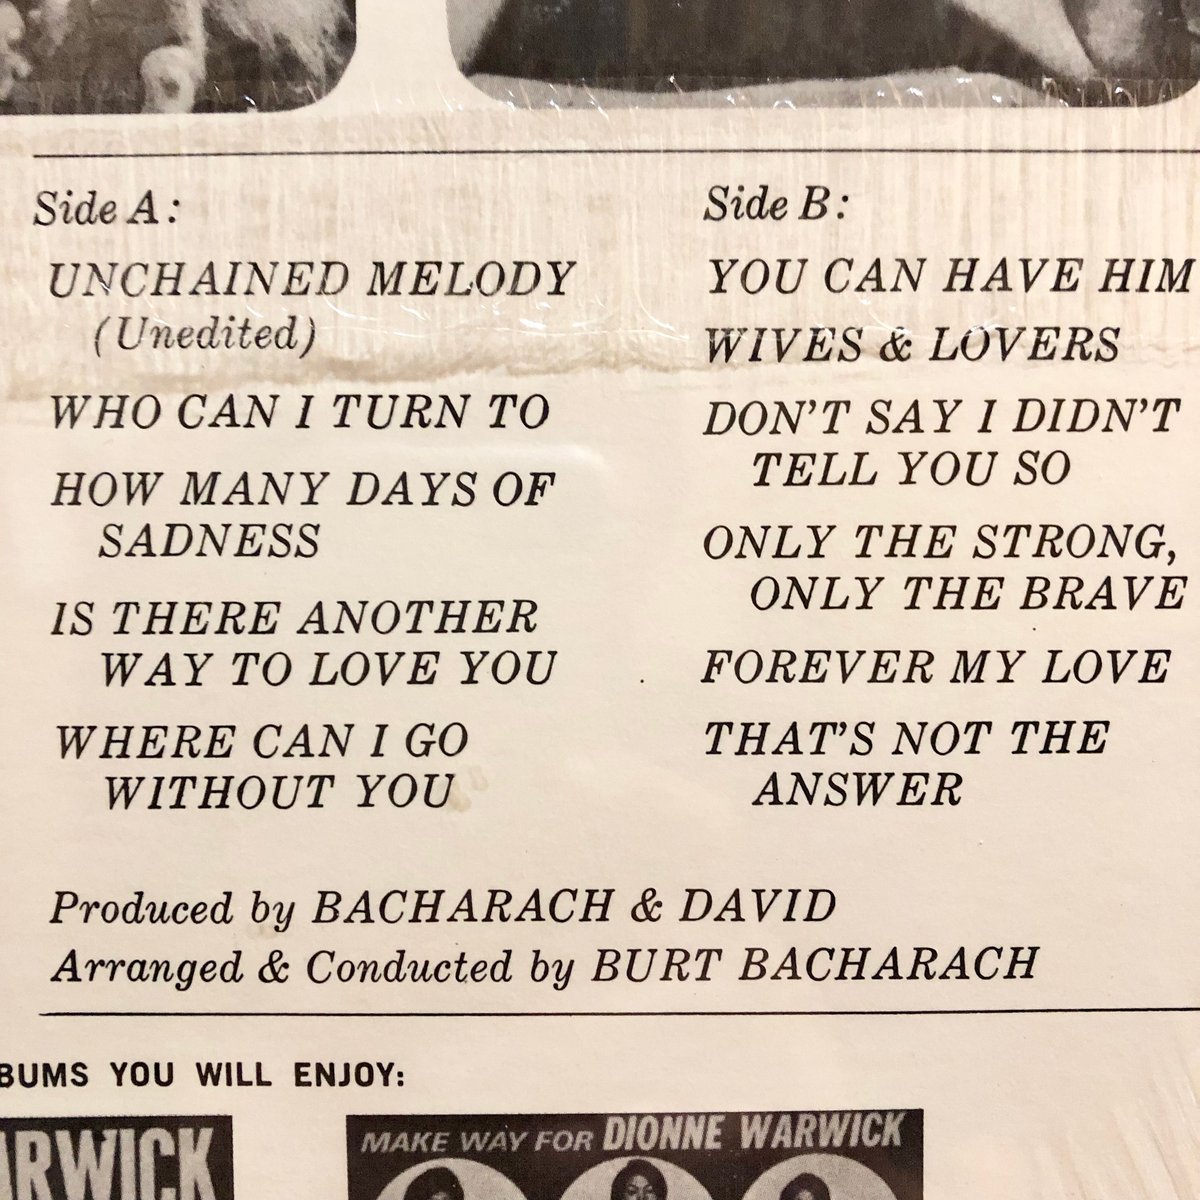 Side A:
UNCHAINED MELODY
(Unedited)
WHO CAN I TURN TO
HOW MANY DAYS OF
SADNESS
IS THERE ANOTHER
WAY TO LOVE YOU
WHERE CAN I GO
WITHOUT YOU
Side B:
YOU CAN HAVE HIM
WIVES & LOVERS
DON'T SAY I DIDN'T
TELL YOU SO
ONLY THE STRONG,
ONLY THE BRAVE
FOREVER MY LOVE
THAT'S NOT THE
ANSWER
Produced by BACHARACH & DAVID
Arranged & Conducted by BURT BACHARACH
BUMS YOU WILL ENJOY:
ARWICK
MAKE WAY FOR DIONNE WARWICK